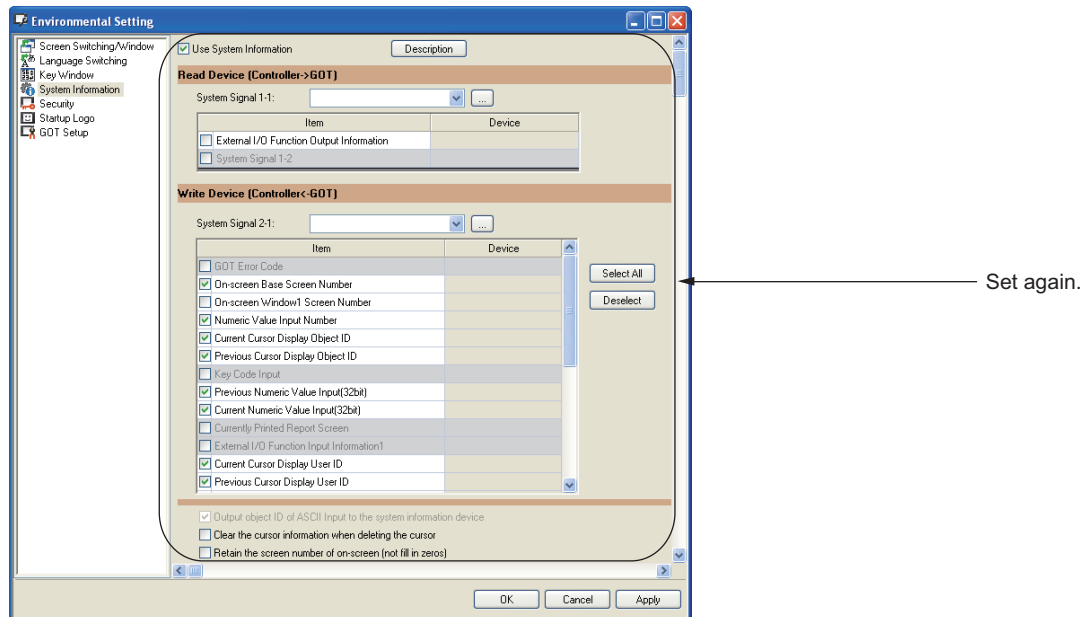 Environmental Setting
Screen Switching/Window
Language Switching
Key Window
System Information
Security
Startup Logo
GOT Setup
Use System Information
Description
Read Device (Controller->GOT)
System Signal 1-1:
...
Item Device
External I/O Function Output Information
System Signal 1-2
Write Device (Controller<-GOT)
System Signal 2-1:
...
Item Device
GOT Error Code
On-screen Base Screen Number
On-screen Window1 Screen Number
Numeric Value Input Number
Current Cursor Display Object ID
Previous Cursor Display Object ID
Key Code Input
Previous Numeric Value Input(32bit)
Current Numeric Value Input(32bit)
Currently Printed Report Screen
External I/O Function Input Information1
Current Cursor Display User ID
Previous Cursor Display User ID
Select All
Deselect
Set again.
Output object ID of ASCII Input to the system information device
Clear the cursor information when deleting the cursor
Retain the screen number of on-screen (not fill in zeros)
OK Cancel Apply